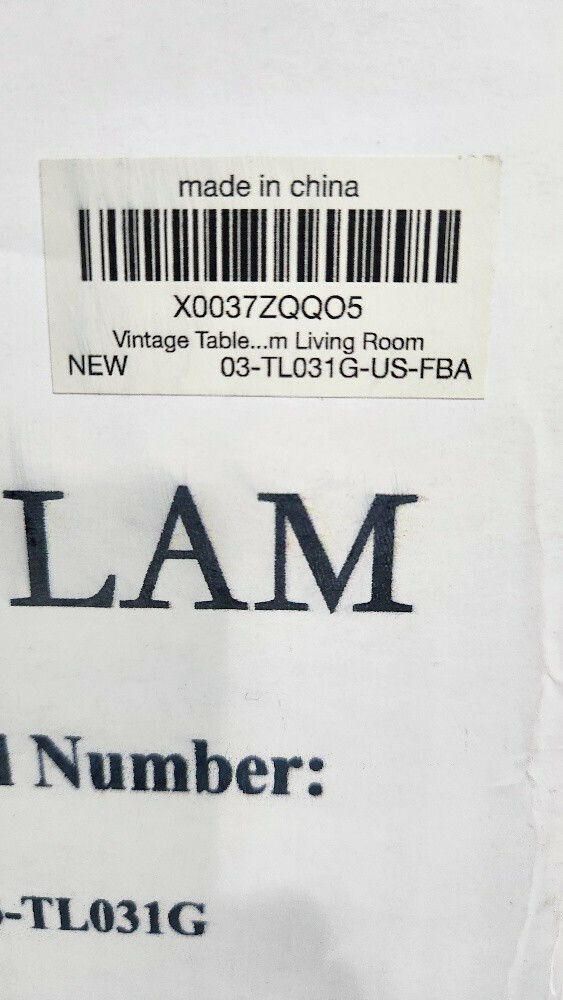 made in china
X0037ZQQO5
Vintage Table...m Living Room
NEW 03-TL031G-US-FBA
LAM
Number:
-TL031G